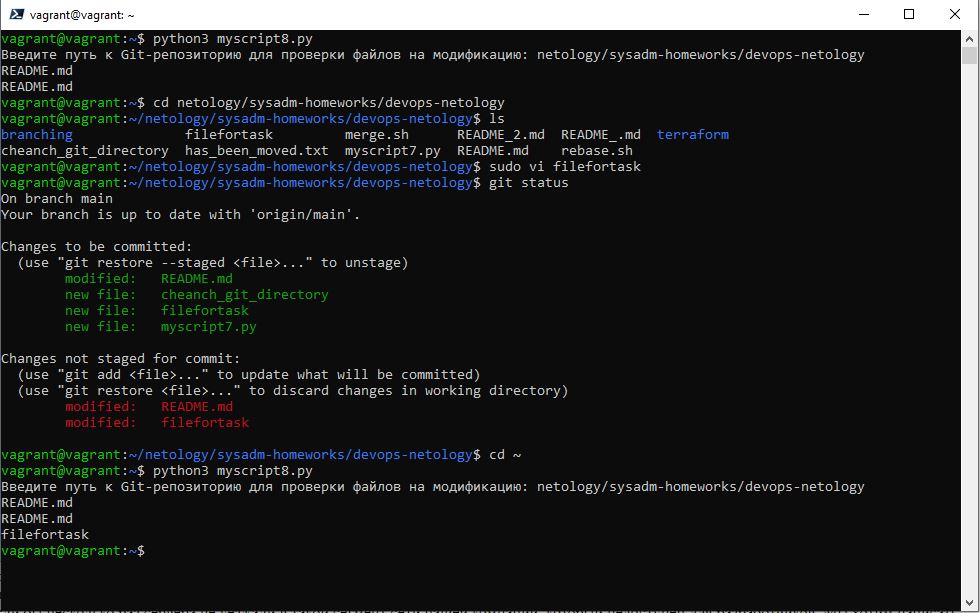 vagrant@vagrant: ~
vagrant@vagrant:~$ python3 myscript8.py
Введите путь к Git-репозиторию для проверки файлов на модификацию: netology/sysadm-homeworks/devops-netology
README.md
README.md
vagrant@vagrant:~$ cd netology/sysadm-homeworks/devops-netology
vagrant@vagrant:~/netology/sysadm-homeworks/devops-netology$ ls
branching              filefortask         merge.sh      README_2.md  README_.md  terraform
cheanch_git_directory  has_been_moved.txt  myscript7.py  README.md    rebase.sh
vagrant@vagrant:~/netology/sysadm-homeworks/devops-netology$ sudo vi filefortask
vagrant@vagrant:~/netology/sysadm-homeworks/devops-netology$ git status
On branch main
Your branch is up to date with 'origin/main'.

Changes to be committed:
  (use "git restore --staged <file>..." to unstage)
        modified:   README.md
        new file:   cheanch_git_directory
        new file:   filefortask
        new file:   myscript7.py

Changes not staged for commit:
  (use "git add <file>..." to update what will be committed)
  (use "git restore <file>..." to discard changes in working directory)
        modified:   README.md
        modified:   filefortask

vagrant@vagrant:~/netology/sysadm-homeworks/devops-netology$ cd ~
vagrant@vagrant:~$ python3 myscript8.py
Введите путь к Git-репозиторию для проверки файлов на модификацию: netology/sysadm-homeworks/devops-netology
README.md
README.md
filefortask
vagrant@vagrant:~$